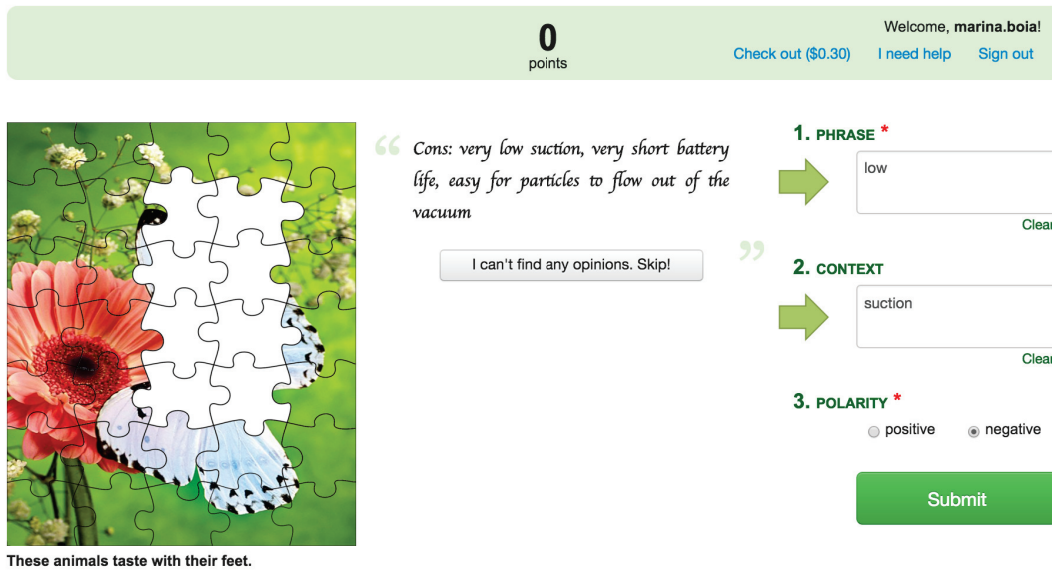 0
points
Welcome, marina.boia!
Check out ($0.30) I need help Sign out
“ Cons: very low suction, very short battery
life, easy for particles to flow out of the
vacuum
”
I can't find any opinions. Skip!
1. PHRASE *
low
Clear
2. CONTEXT
suction
Clear
3. POLARITY *
positive negative
Submit
These animals taste with their feet.